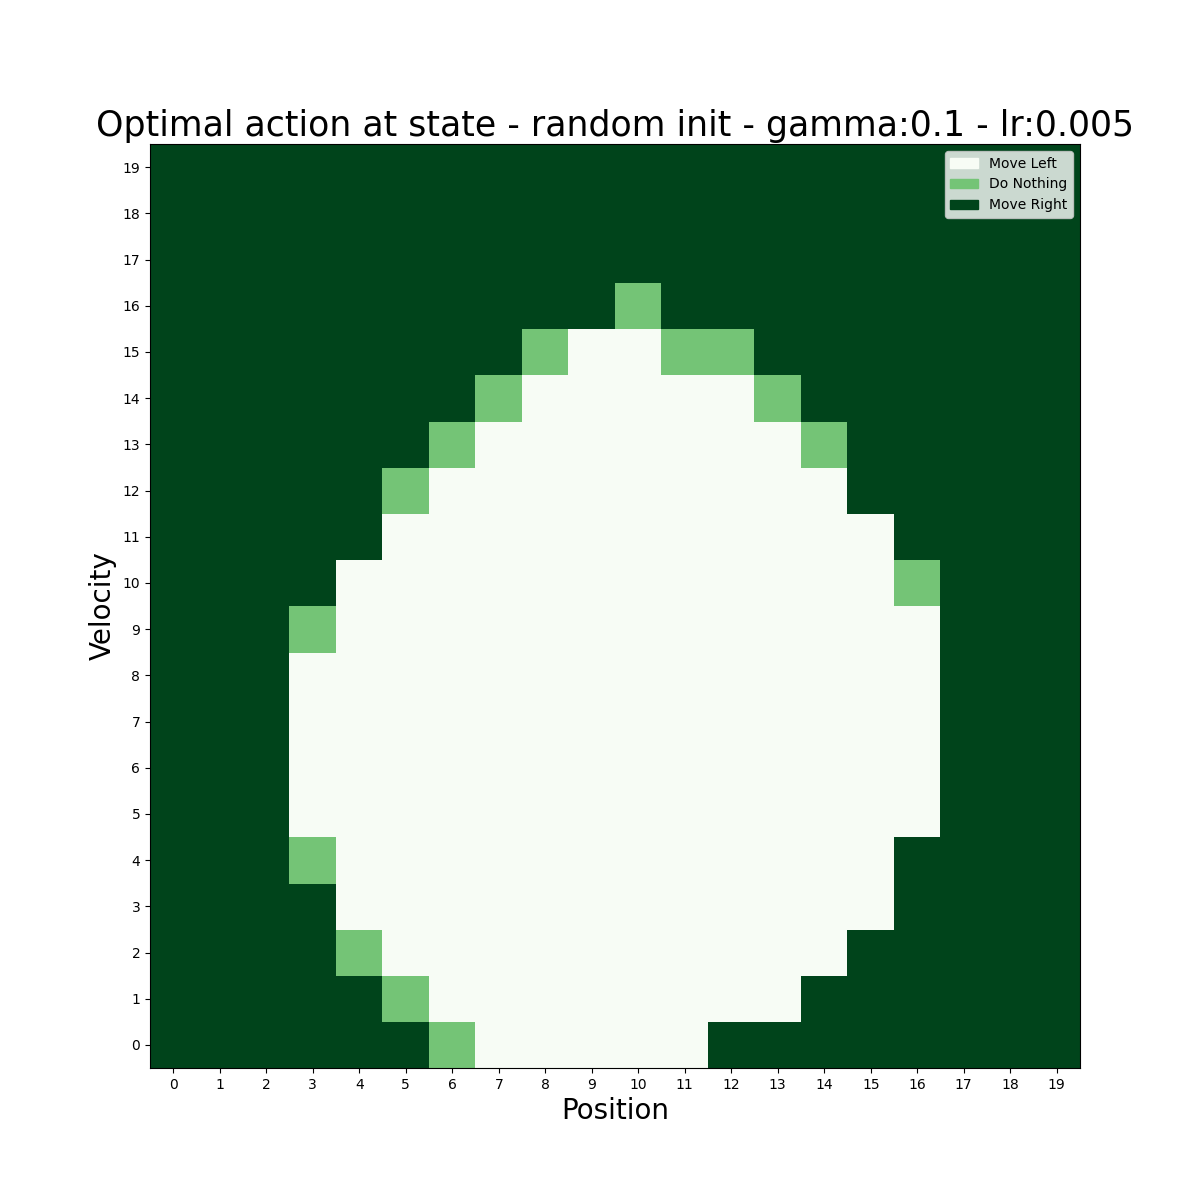 Optimal action at state - random init - gamma:0.1 - lr:0.005
Move Left
Do Nothing
Move Right
19
18
17
16
15
14
13
12
11
10
9
8
7
6
5
4
3
2
1
0
Velocity
0 1 2 3 4 5 6 7 8 9 10 11 12 13 14 15 16 17 18 19
Position